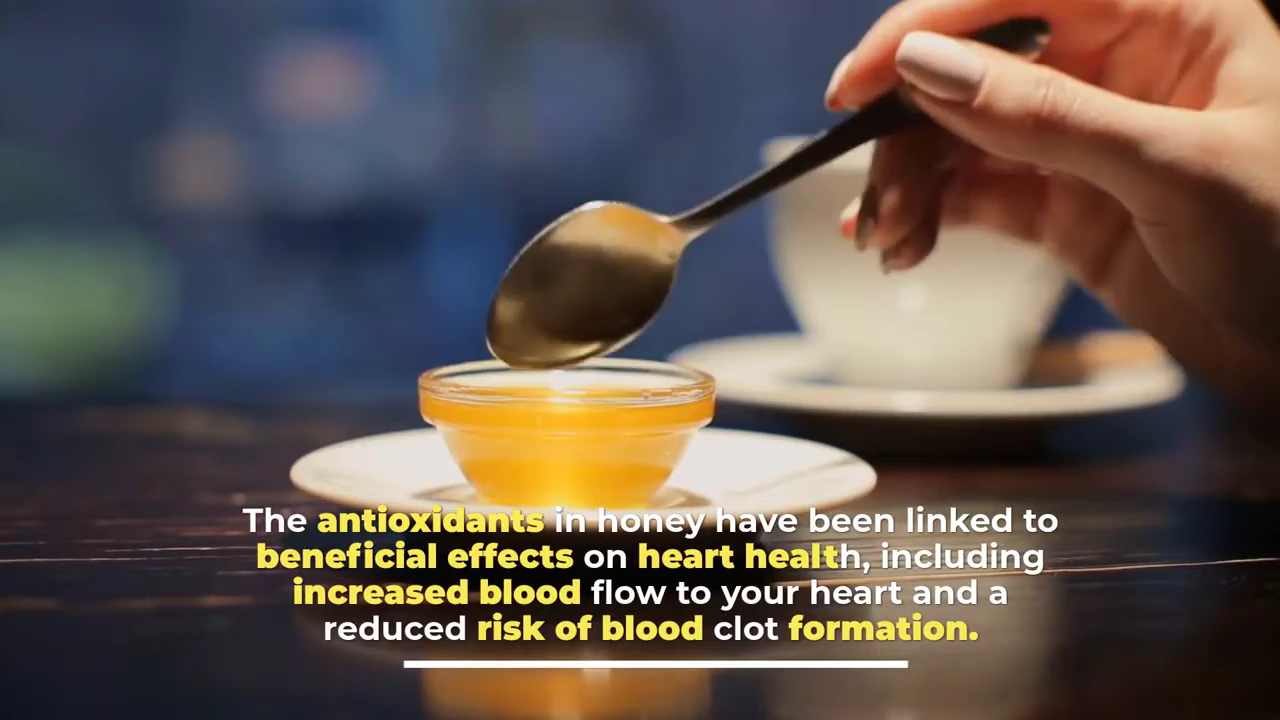 The antioxidants in honey have been linked to
beneficial effects on heart health, including
increased blood flow to your heart and a
reduced risk of blood clot formation.